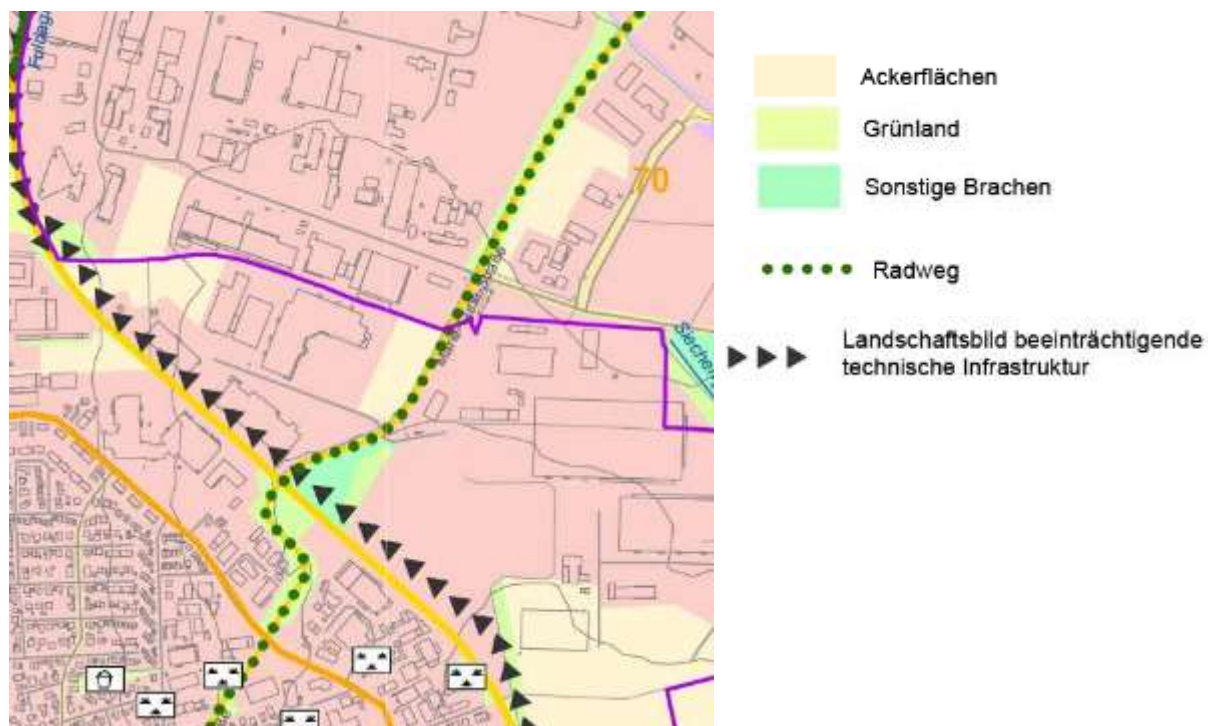 70
Ackerflächen
Grünland
Sonstige Brachen
Radweg
Landschaftsbild beeinträchtigende
technische Infrastruktur